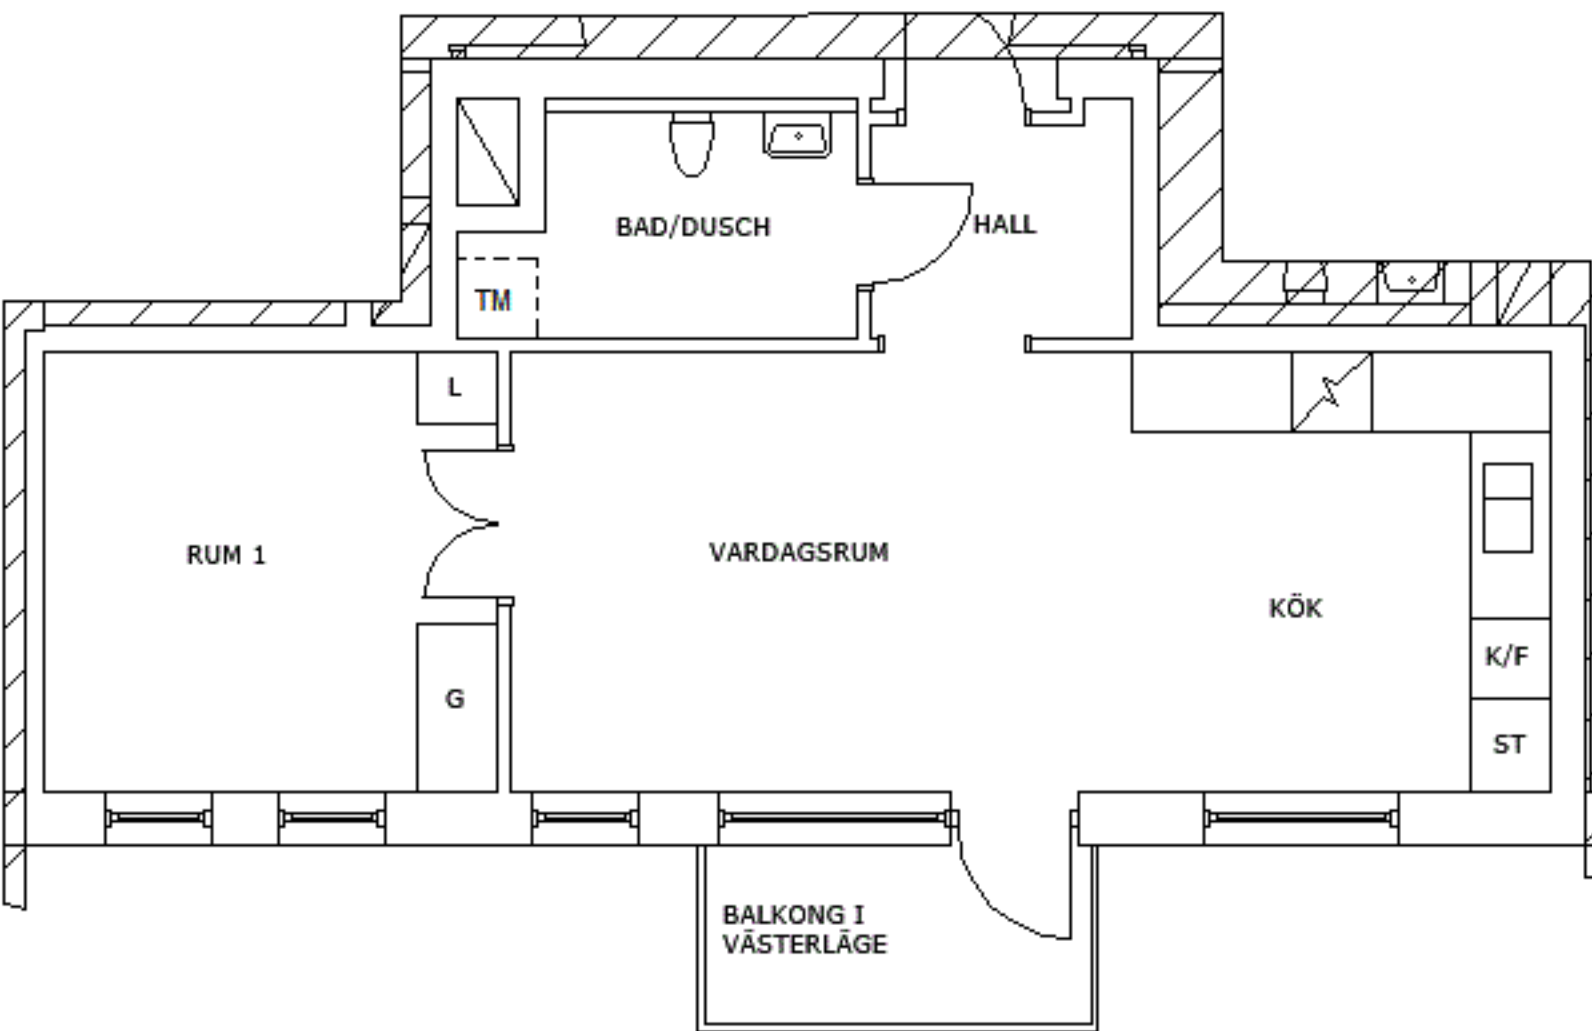 BAD/DUSCH
HALL
TM
L
RUM 1
VARDAGSRUM
KÖK
K/F
G
ST
BALKONG I
VÄSTERLÄGE